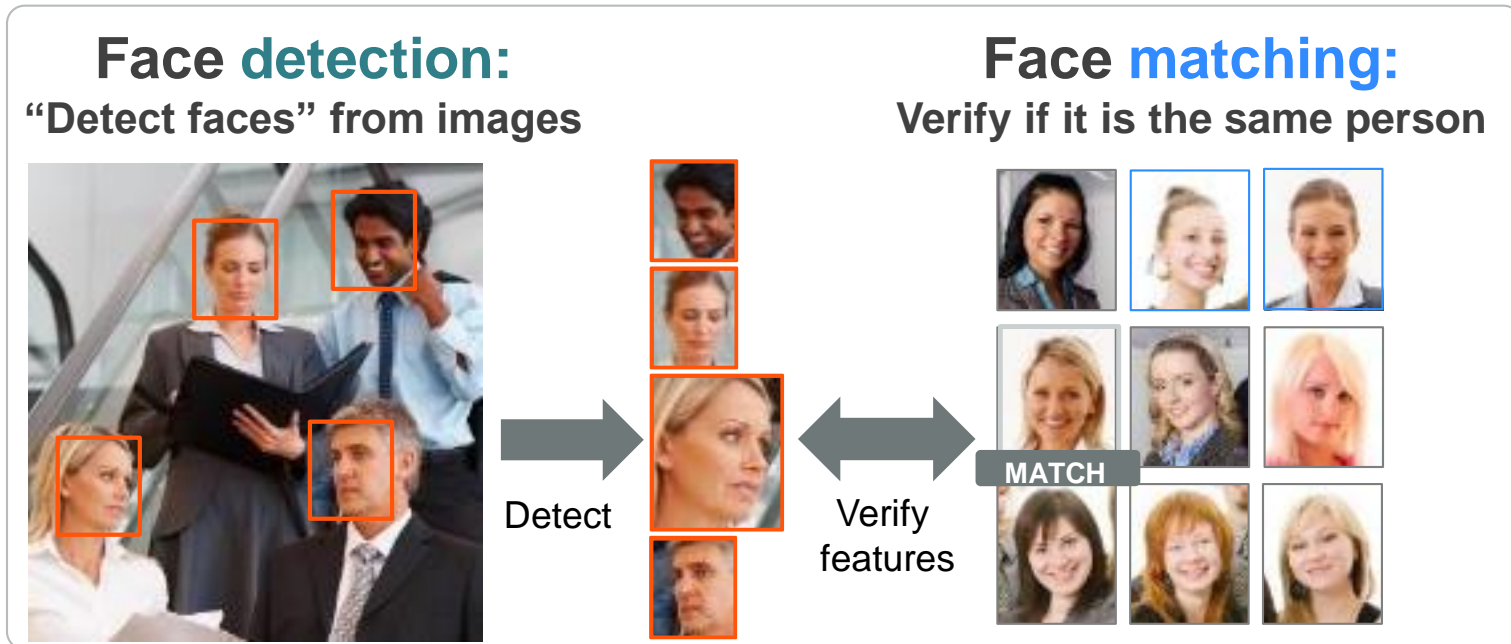 Face detection:
“Detect faces” from images
Face matching:
Verify if it is the same person
Detect
Verify
features
MATCH